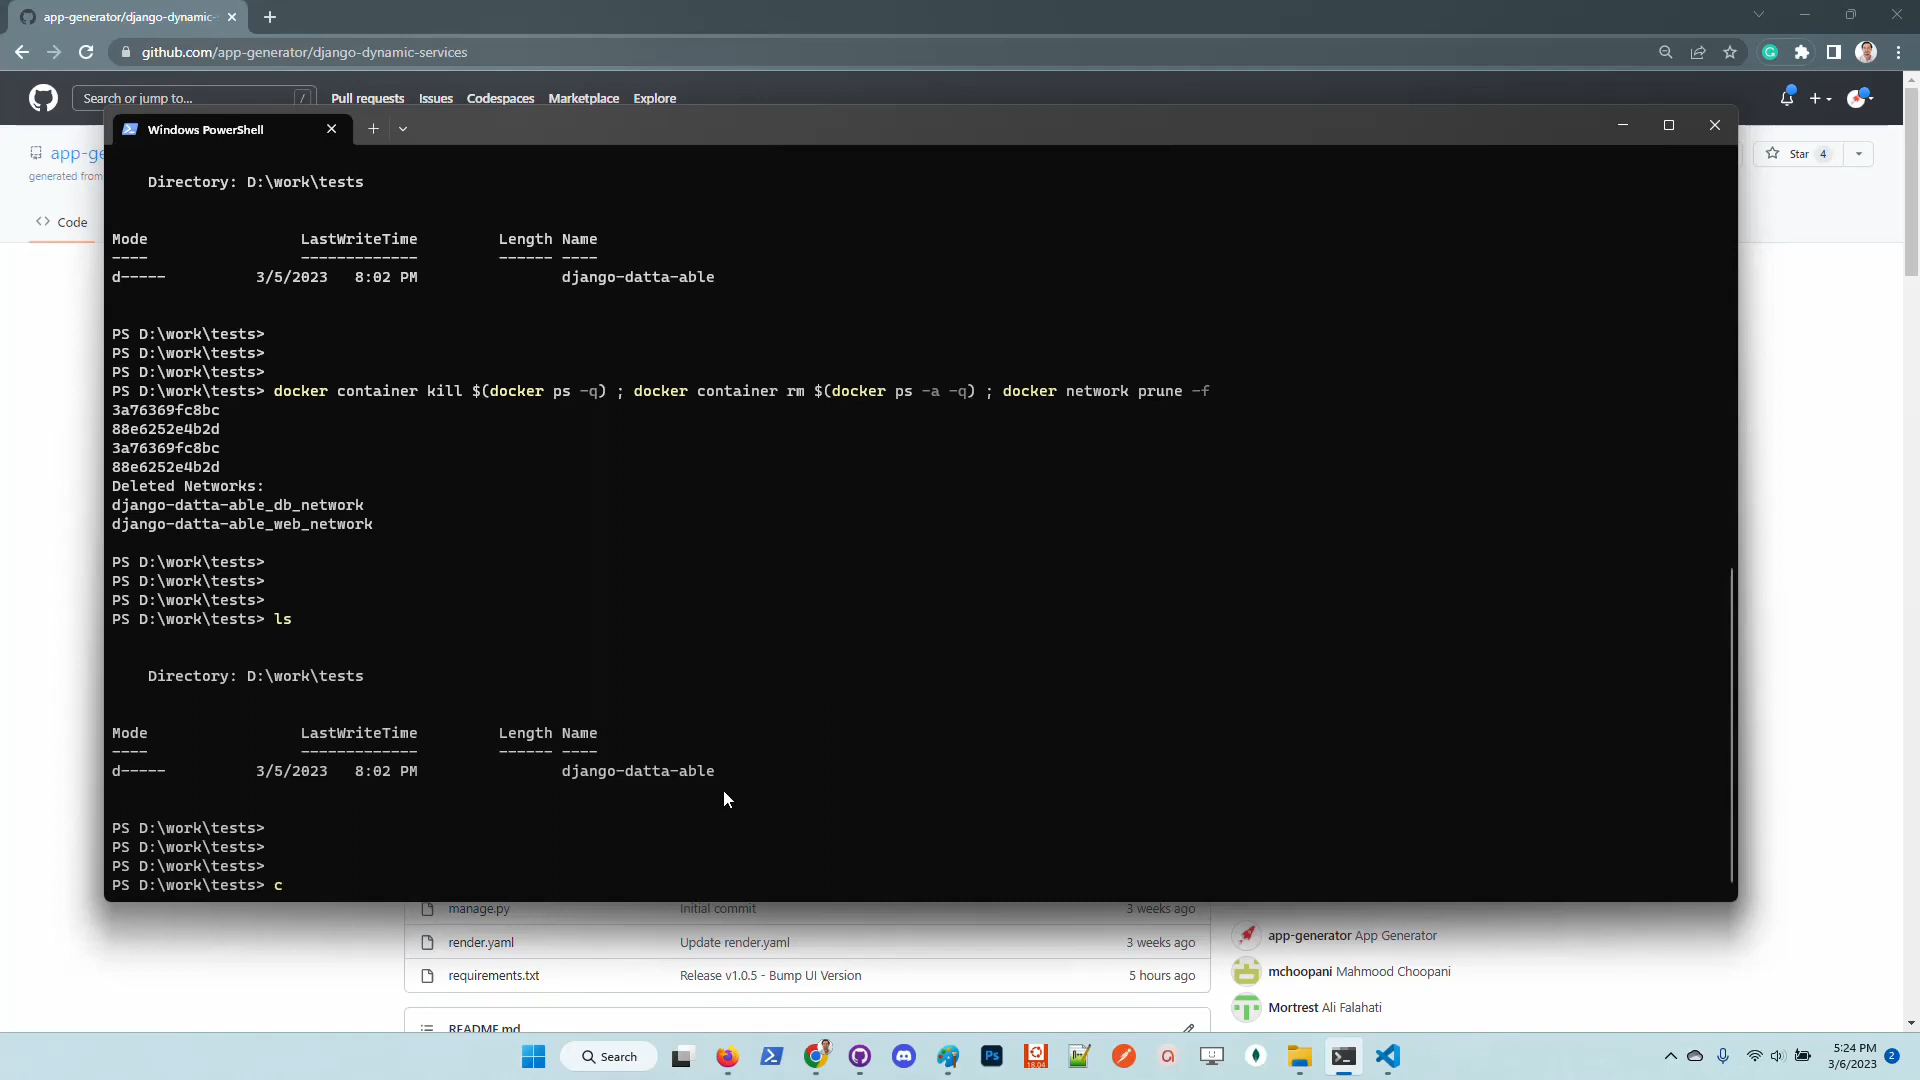 app-generator/django-dynamic-
github.com/app-generator/django-dynamic-services
Search or jump to...
/
Pull requests
Issues
Codespaces
Marketplace
Explore
Windows PowerShell
app-ge
generated from
Star 4
Code
Directory: D:\work\tests
Mode LastWriteTime Length Name
---- ------------- ------ ----
d----- 3/5/2023 8:02 PM django-datta-able
PS D:\work\tests>
PS D:\work\tests>
PS D:\work\tests>
PS D:\work\tests> docker container kill $(docker ps -q) ; docker container rm $(docker ps -a -q) ; docker network prune -f
3a76369fc8bc
88e6252e4b2d
3a76369fc8bc
88e6252e4b2d
Deleted Networks:
django-datta-able_db_network
django-datta-able_web_network
PS D:\work\tests>
PS D:\work\tests>
PS D:\work\tests>
PS D:\work\tests> ls
Directory: D:\work\tests
Mode LastWriteTime Length Name
---- ------------- ------ ----
d----- 3/5/2023 8:02 PM django-datta-able
PS D:\work\tests>
PS D:\work\tests>
PS D:\work\tests>
PS D:\work\tests> c
manage.py Initial commit 3 weeks ago
render.yaml Update render.yaml 3 weeks ago
requirements.txt Release v1.0.5 - Bump UI Version 5 hours ago
README.md
app-generator App Generator
mchoopani Mahmood Choopani
Mortrest Ali Falahati
Search
Ps
18.04
5:24 PM
3/6/2023
2